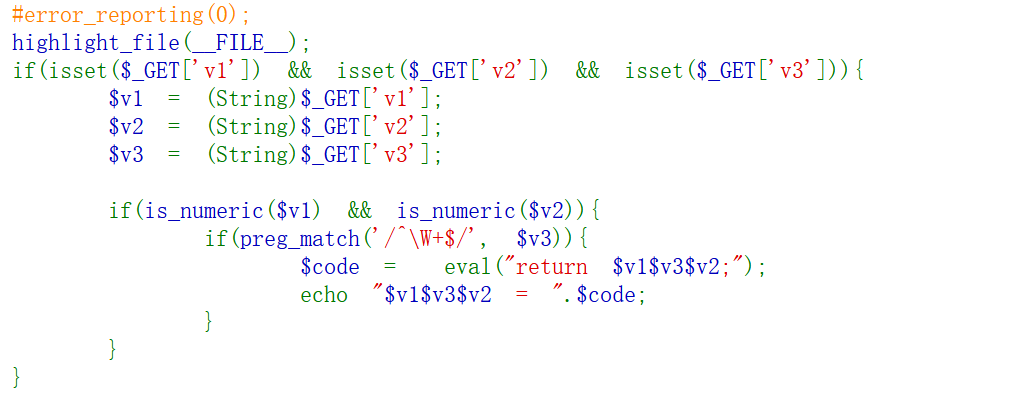 #error_reporting(0);
highlight_file(__FILE__);
if(isset($_GET['v1']) && isset($_GET['v2']) && isset($_GET['v3'])){
$v1 = (String)$_GET['v1'];
$v2 = (String)$_GET['v2'];
$v3 = (String)$_GET['v3'];
if(is_numeric($v1) && is_numeric($v2)){
if(preg_match('/^\W+$/', $v3)){
$code = eval("return $v1$v3$v2;");
echo "$v1$v3$v2 = ".$code;
}
}
}